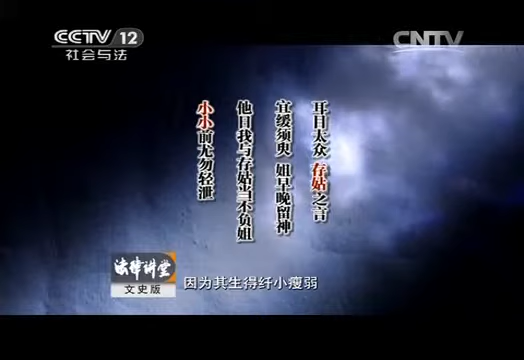 CCTV 12
社会与法
CNTV
耳目太众 存姑之言
宜缓须臾 姐早晚留神
他日我与存姑当不负姐
小小前尤勿轻泄
法律讲堂
文史版
因为其生得纤小瘦弱